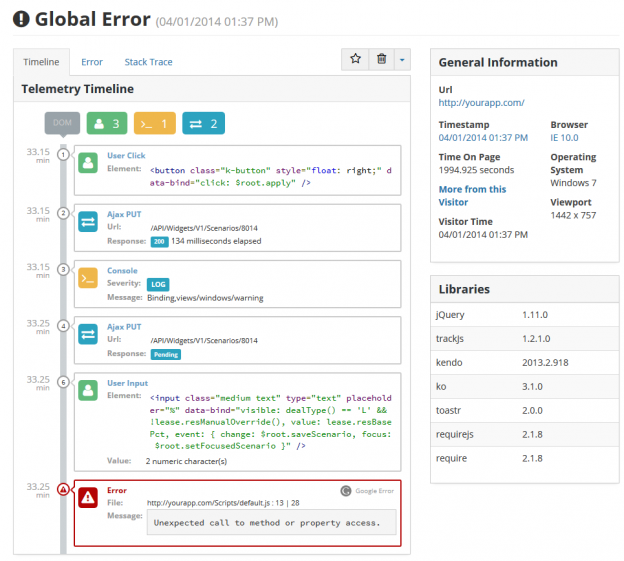 Global Error (04/01/2014 01:37 PM)
Timeline
Error
Stack Trace
Telemetry Timeline
DOM
3
1
2
33.15
min
1
User Click
Element:
<button class="k-button" style="float: right;" d
ata-bind="click: $root.apply" />
33.15
min
2
Ajax PUT
Url: /API/Widgets/V1/Scenarios/8014
Response: 200 134 milliseconds elapsed
33.15
min
3
Console
Severity: LOG
Message: Binding,views/windows/warning
33.25
min
4
Ajax PUT
Url: /API/Widgets/V1/Scenarios/8014
Response: Pending
33.25
min
6
User Input
Element:
<input class="medium text" type="text" placehold
er="%" data-bind="visible: dealType() == 'L' &&
!lease.resManualOverride(), value: lease.resBase
Pct, event: { change: $root.saveScenario, focus:
$root.setFocusedScenario }" />
Value: 2 numeric character(s)
33.25
min
Error
Google Error
File: http://yourapp.com/Scripts/default.js : 13 | 28
Message: Unexpected call to method or property access.
General Information
Url
http://yourapp.com/
Timestamp
04/01/2014 01:37 PM
Time On Page
1994.925 seconds
More from this
Visitor
Visitor Time
04/01/2014 01:37 PM
Browser
IE 10.0
Operating
System
Windows 7
Viewport
1442 x 757
Libraries
jQuery 1.11.0
trackJs 1.2.1.0
kendo 2013.2.918
ko 3.1.0
toastr 2.0.0
requirejs 2.1.8
require 2.1.8